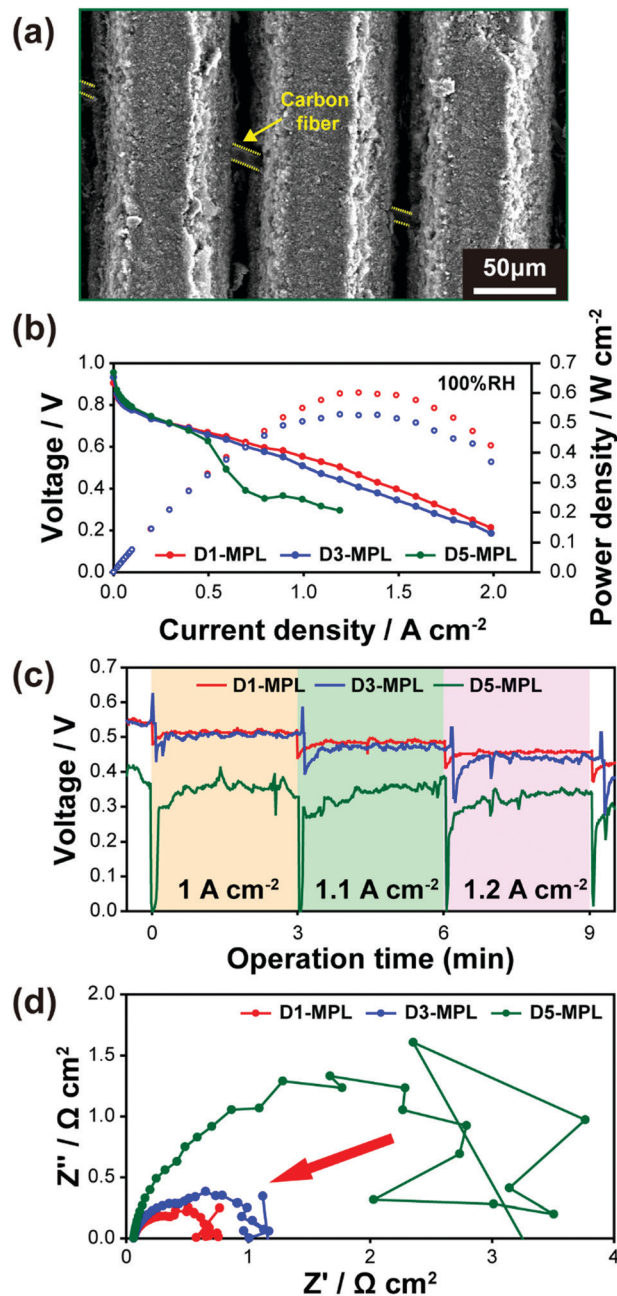 (a)
Carbon
fiber
50μm
(b)
100%RH
1.0
0.8
0.6
0.4
0.2
0.0
0.7
0.6
0.5
0.4
0.3
0.2
0.1
0.0
Voltage / V
Power density / W cm-2
D1-MPL D3-MPL D5-MPL
0.0 0.5 1.0 1.5 2.0
Current density / A cm-2
(c)
D1-MPL D3-MPL D5-MPL
0.7
0.6
0.5
0.4
0.3
0.2
0.1
0.0
Voltage / V
1 A cm-2 1.1 A cm-2 1.2 A cm-2
0 3 6 9
Operation time (min)
(d)
D1-MPL D3-MPL D5-MPL
2.0
1.5
1.0
0.5
0.0
Z'' / Ω cm2
0 1 2 3 4
Z' / Ω cm2